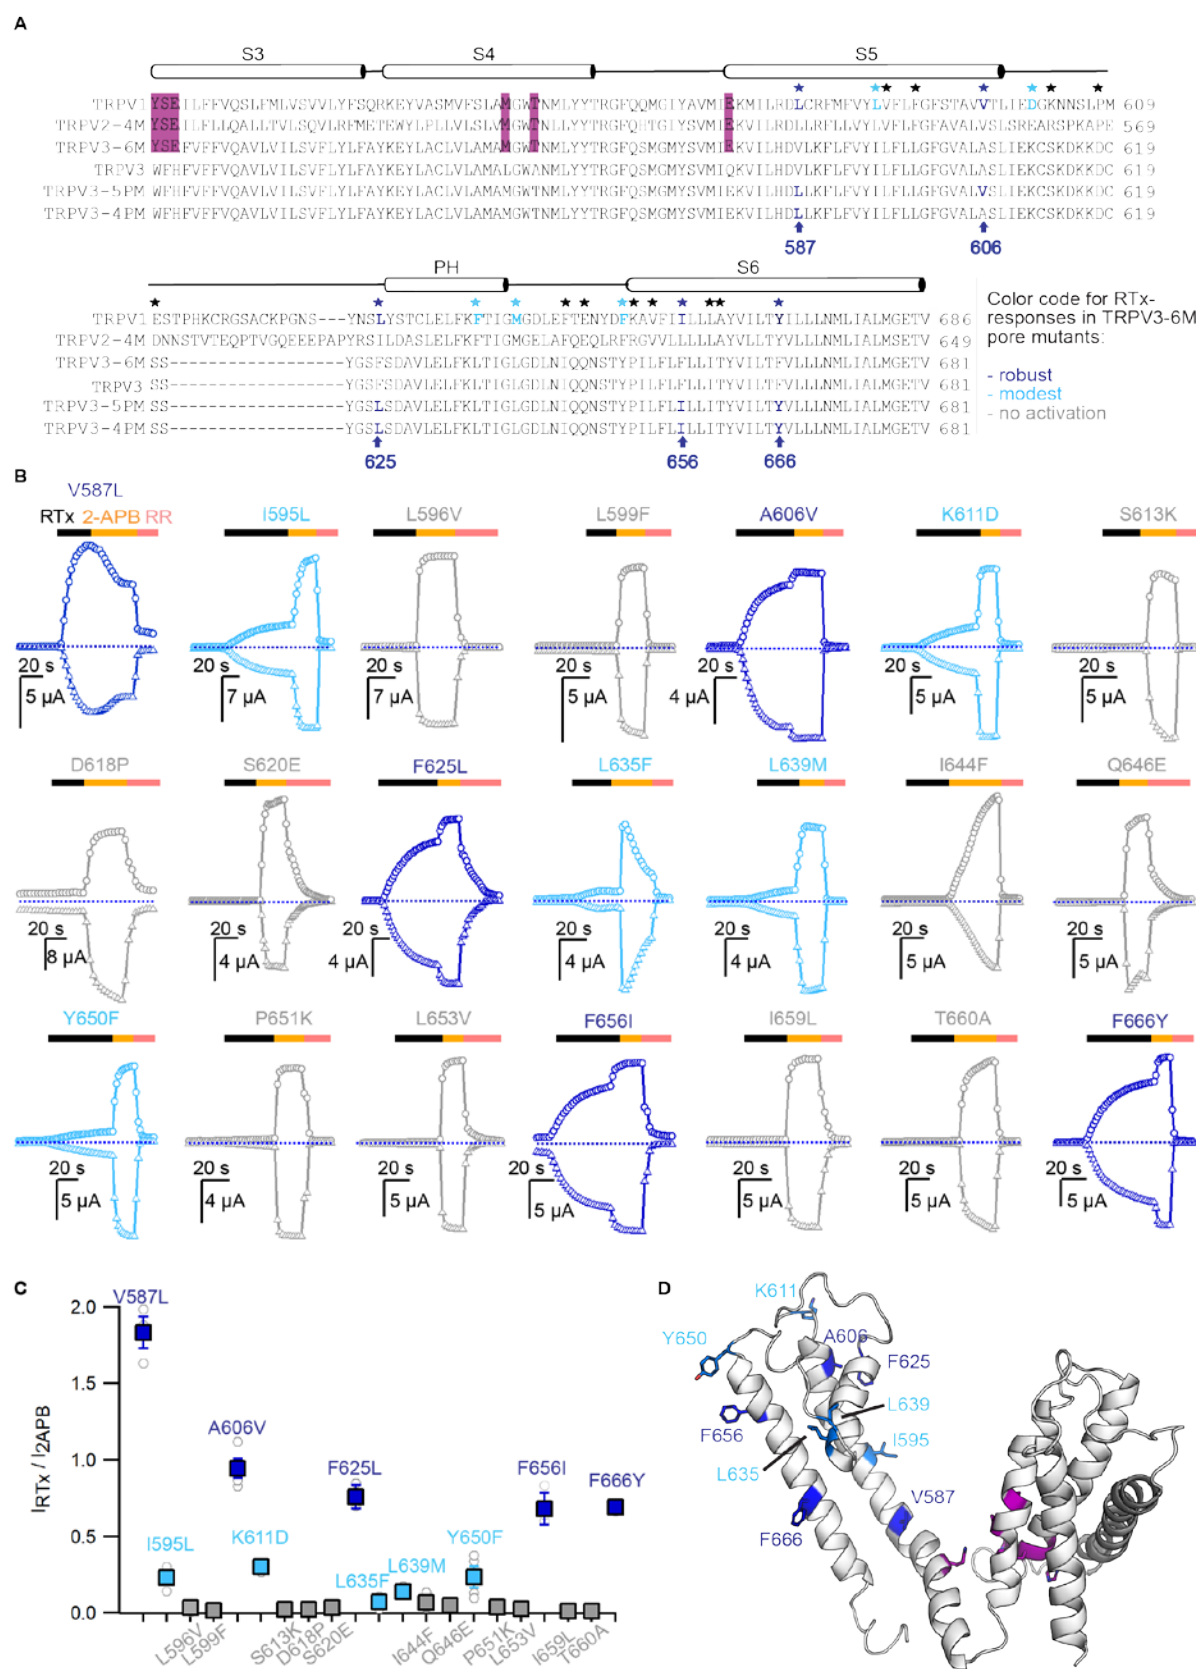 A
S3 S4 S5
TRPV1 YSEILFFVQSLFMLVSVVLYFSQRKEYVASMVFSLAMGWTNMLYYTRGFQQMGIYAVMIEKMILRDLCRFMFVYLVFLFGFSTAVVTLIEDGKNNSLPM 609
TRPV2-4M YSEILFLLQALLTVLSQVLRFMETEWYLPLLVLSLVMGWTNLLYYTRGFQHTGIYSVMIEKVILRDLLRFLLVYLVFLFGFAVALVSLSREARSPKAPE 569
TRPV3-6M YSEFVFFVQAVLVILSVFLYLFAYKEYLACLVLAMAMGWTNMLYYTRGFQSMGMYSVMIEKVILHDVLKFLFVYILFLLGFGVALASLIEKCSKDKKDC 619
TRPV3 WFHFVFFVQAVLVILSVFLYLFAYKEYLACLVLAMALGWANMLYYTRGFQSMGMYSVMIQKVILHDVLKFLFVYILFLLGFGVALASLIEKCSKDKKDC 619
TRPV3-5PM WFHFVFFVQAVLVILSVFLYLFAYKEYLACLVLAMAMGWTNMLYYTRGFQSMGMYSVMIEKVILHDLLKFLFVYILFLLGFGVALVSLIEKCSKDKKDC 619
TRPV3-4PM WFHFVFFVQAVLVILSVFLYLFAYKEYLACVLAMAMGWTNMLYYTRGFQSMGMYSVMIEKVILHDLLKFLFVYILFLLGFGVALASLIEKCSKDKKDC 619
587 606
PH S6
TRPV1 ESTPHKCRGSACKPGNS---YNSLYSTCLELFKFTIGMGDLEFTENYDFKAVFIILLLAYVILTYILLLNMLIALMGETV 686
TRPV2-4M DNNSTVTEQPTVGQEEEPAPYRSILDASLELFKFTIGMGELAFQEQLRFRGVVLLLLLAYVLLTYVLLLNMLIALMSETV 649
TRPV3-6M SS------------------YGSFSDAVLELFKLTIGLGDLNIQQNSTYPILFLFLLITYVILTFVLLLNMLIALMGETV 681
TRPV3 SS------------------YGSFSDAVLELFKLTIGLGDLNIQQNSTYPILFLFLLITYVILTFVLLLNMLIALMGETV 681
TRPV3-5PM SS------------------YGSLSDAVLELFKLTIGLGDLNIQQNSTYPILFLILLITYVILTYVLLLNMLIALMGETV 681
TRPV3-4PM SS------------------YGSLSDAVLELFKLTIGLGDLNIQQNSTYPILFLILLITYVILTYVLLLNMLIALMGETV 681
625 656 666
Color code for RTx-
responses in TRPV3-6M
pore mutants:
- robust
- modest
- no activation
B
V587L I595L L596V L599F A606V K611D S613K
RTx 2-APB RR
20 s 20 s 20 s 20 s 20 s 20 s 20 s
5 µA 7 µA 7 µA 5 µA 4 µA 5 µA 5 µA
D618P S620E F625L L635F L639M I644F Q646E
20 s 20 s 20 s 20 s 20 s 20 s 20 s
8 µA 4 µA 4 µA 4 µA 4 µA 5 µA 5 µA
Y650F P651K L653V F656I I659L T660A F666Y
20 s 20 s 20 s 20 s 20 s 20 s 20 s
5 µA 4 µA 5 µA 5 µA 5 µA 5 µA 5 µA
C
IRTx / I2APB
2.0
1.5
1.0
0.5
0.0
V587L
A606V
F625L F656I F666Y
I595L K611D L635F L639M Y650F
L596V L599F S613K D618P S620E I644F Q646E P651K L653V I659L T660A
D
K611
Y650 A606 F625
L639
F656 I595
L635
V587
F666